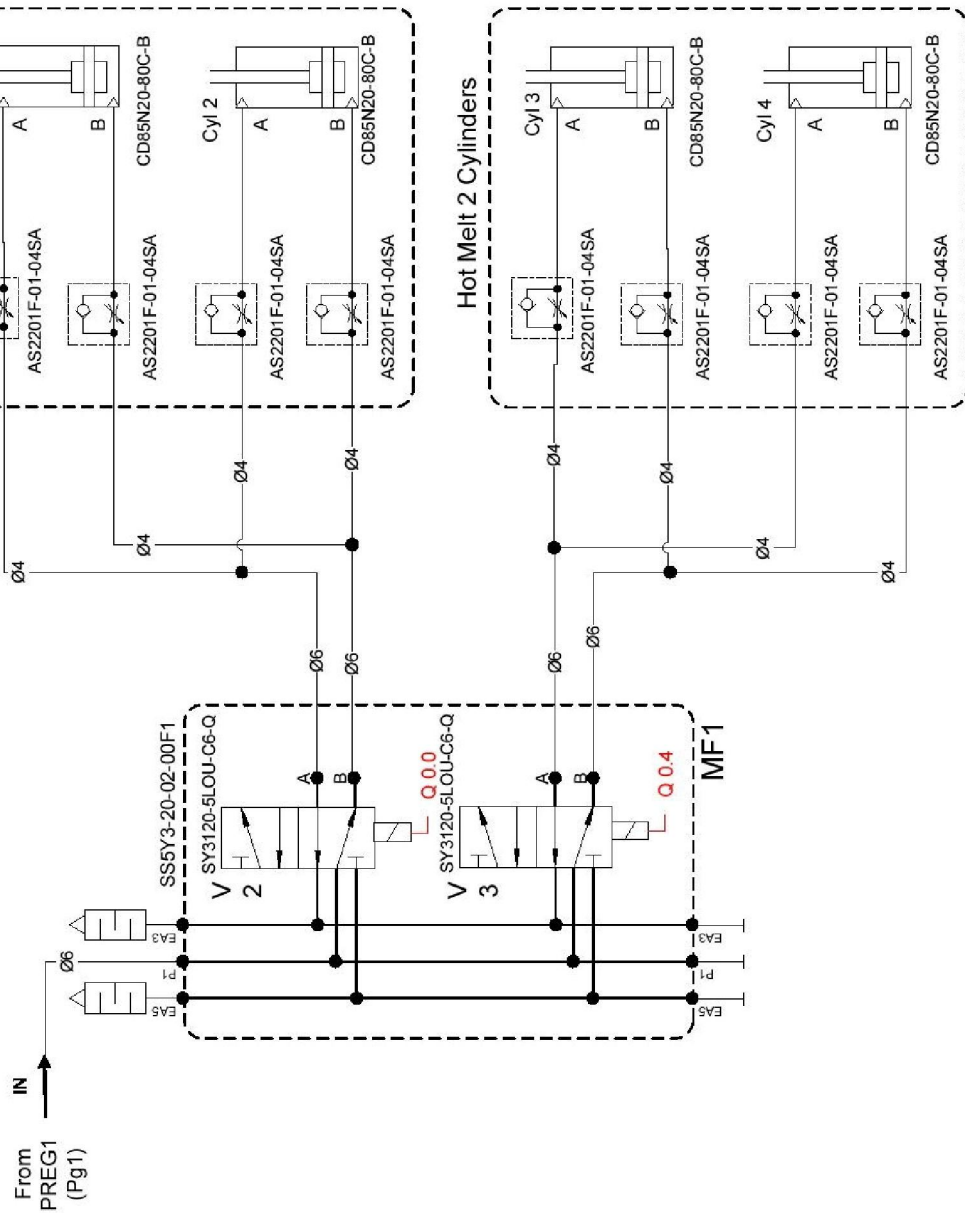 A
B
CD85N20-80C-B
Cyl 2
A
B
CD85N20-80C-B
AS2201F-01-04SA
AS2201F-01-04SA
AS2201F-01-04SA
AS2201F-01-04SA
Hot Melt 2 Cylinders
Cyl 3
A
B
CD85N20-80C-B
Cyl 4
A
B
CD85N20-80C-B
AS2201F-01-04SA
AS2201F-01-04SA
AS2201F-01-04SA
AS2201F-01-04SA
Ø4
Ø4
Ø4
Ø4
Ø4
Ø4
Ø4
Ø4
Ø6
Ø6
Ø6
Ø6
SS5Y3-20-02-00F1
SY3120-5LOU-C6-Q
V
2
A
B
Q 0.0
SY3120-5LOU-C6-Q
V
3
A
B
Q 0.4
MF1
EA3
P1
EA5
EA3
P1
EA5
Ø6
IN
From
PREG1
(Pg1)